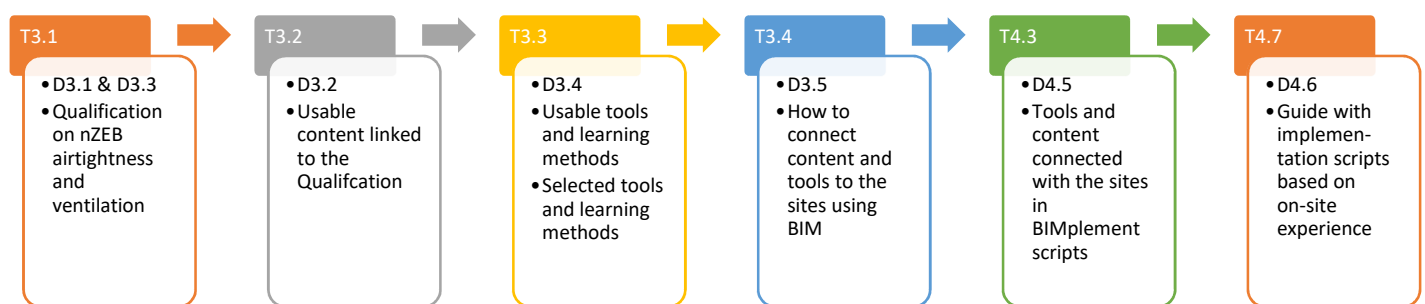 T3.1
• D3.1 & D3.3
• Qualification
on nZEB
airtightness
and
ventilation
T3.2
• D3.2
• Usable
content linked
to the
Qualifcation
T3.3
• D3.4
• Usable tools
and learning
methods
• Selected tools
and learning
methods
T3.4
• D3.5
• How to
connect
content and
tools to the
sites using
BIM
T4.3
• D4.5
• Tools and
content
connected
with the sites
in
BIMplement
scripts
T4.7
• D4.6
• Guide with
implemen-
tation scripts
based on
on-site
experience